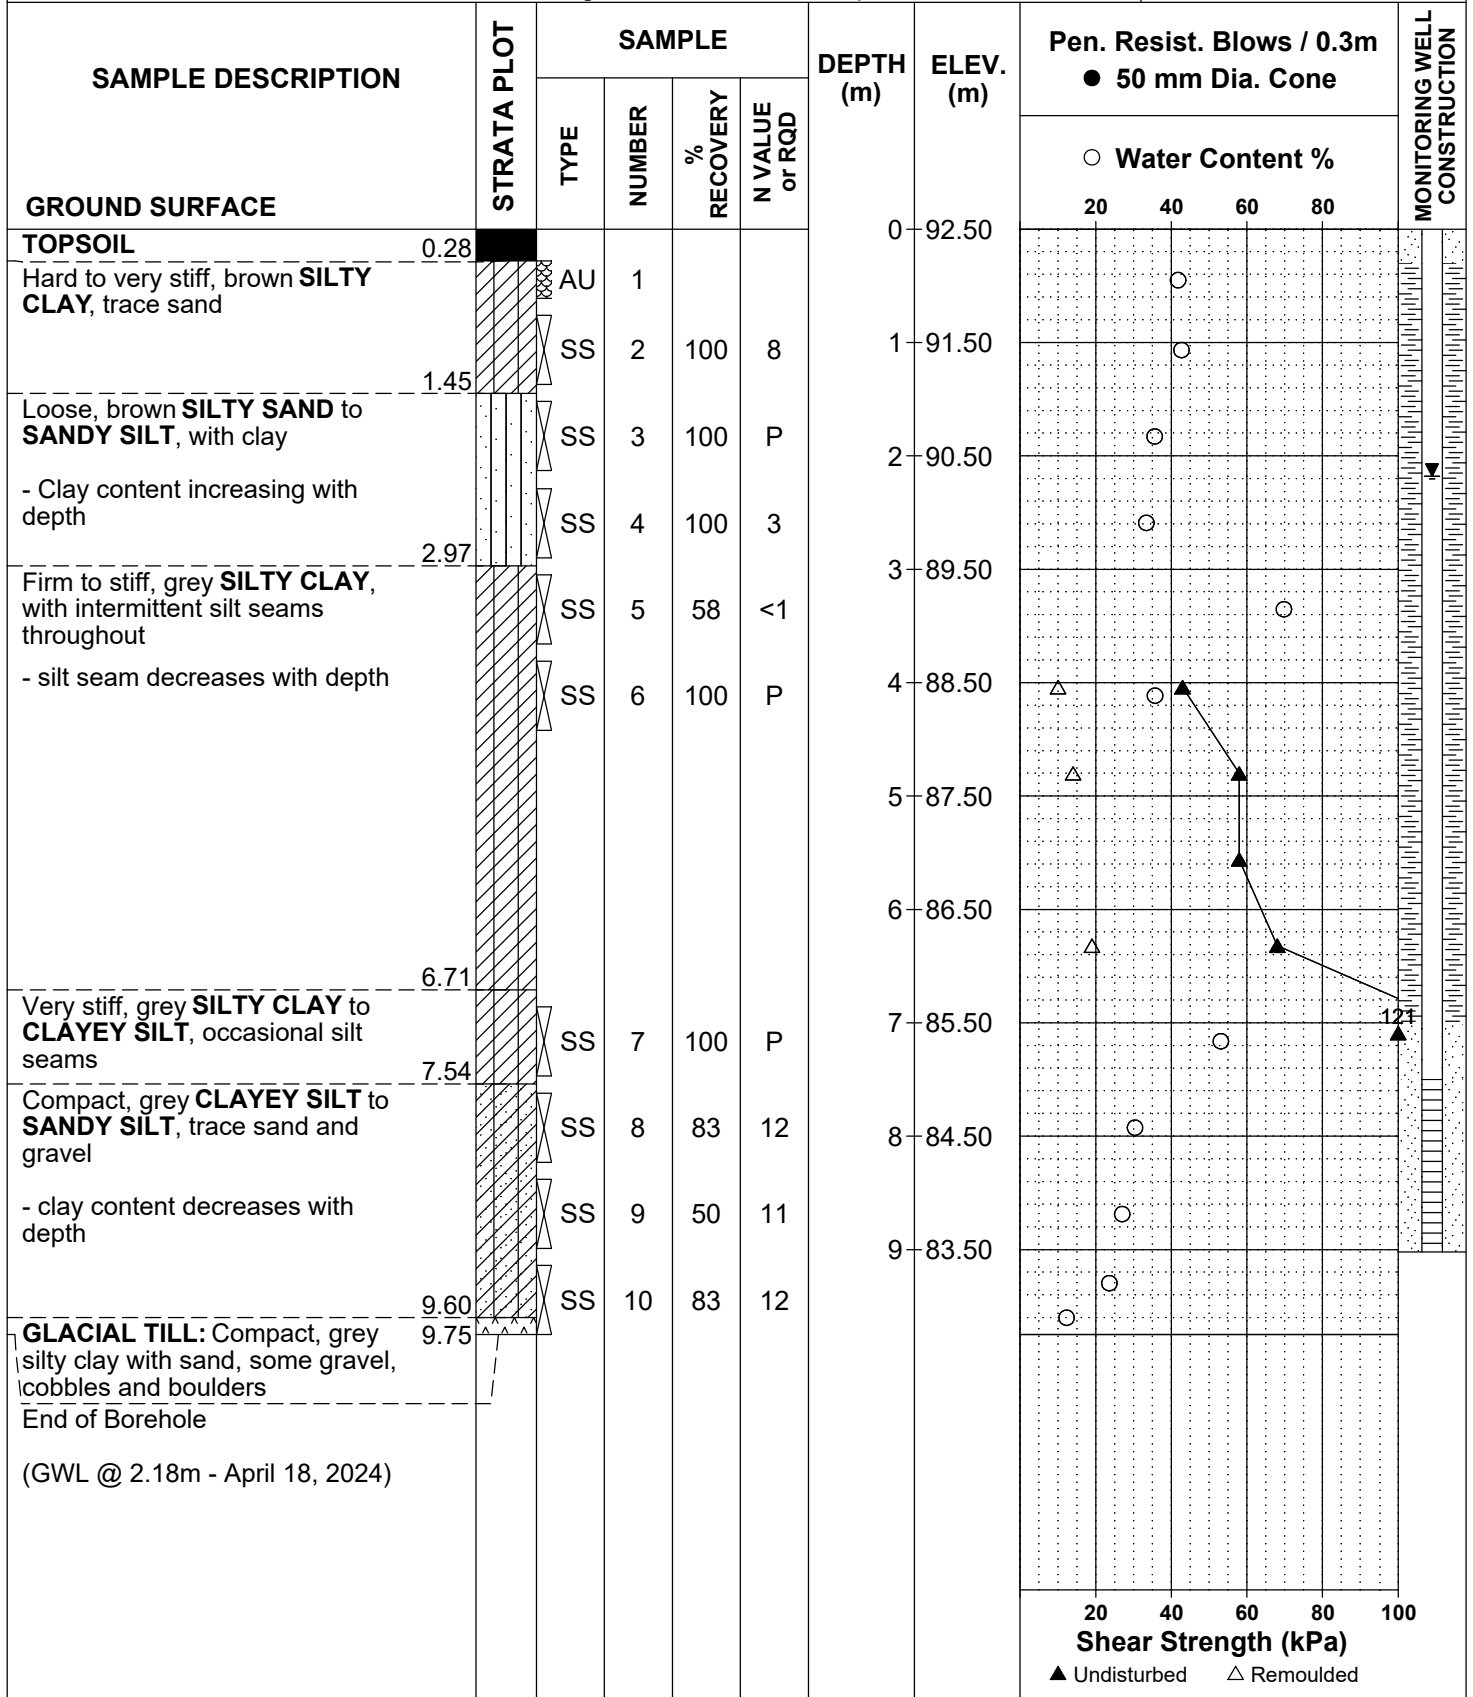 SAMPLE DESCRIPTION
GROUND SURFACE
STRATA PLOT
SAMPLE
TYPE
NUMBER
%
RECOVERY
N VALUE
or RQD
DEPTH
(m)
ELEV.
(m)
Pen. Resist. Blows / 0.3m
● 50 mm Dia. Cone
○ Water Content %
20 40 60 80
MONITORING WELL
CONSTRUCTION
0 92.50
TOPSOIL 0.28
Hard to very stiff, brown SILTY
CLAY, trace sand
1.45
AU 1
SS 2 100 8
1 91.50
Loose, brown SILTY SAND to
SANDY SILT, with clay
- Clay content increasing with
depth
2.97
SS 3 100 P
2 90.50
SS 4 100 3
3 89.50
Firm to stiff, grey SILTY CLAY,
with intermittent silt seams
throughout
- silt seam decreases with depth
6.71
SS 5 58 <1
SS 6 100 P
4 88.50
5 87.50
6 86.50
Very stiff, grey SILTY CLAY to
CLAYEY SILT, occasional silt
seams
7.54
SS 7 100 P
7 85.50
121
Compact, grey CLAYEY SILT to
SANDY SILT, trace sand and
gravel
- clay content decreases with
depth
9.60
SS 8 83 12
8 84.50
SS 9 50 11
9 83.50
SS 10 83 12
GLACIAL TILL: Compact, grey 9.75
silty clay with sand, some gravel,
cobbles and boulders
End of Borehole
(GWL @ 2.18m - April 18, 2024)
20 40 60 80 100
Shear Strength (kPa)
▲ Undisturbed △ Remoulded